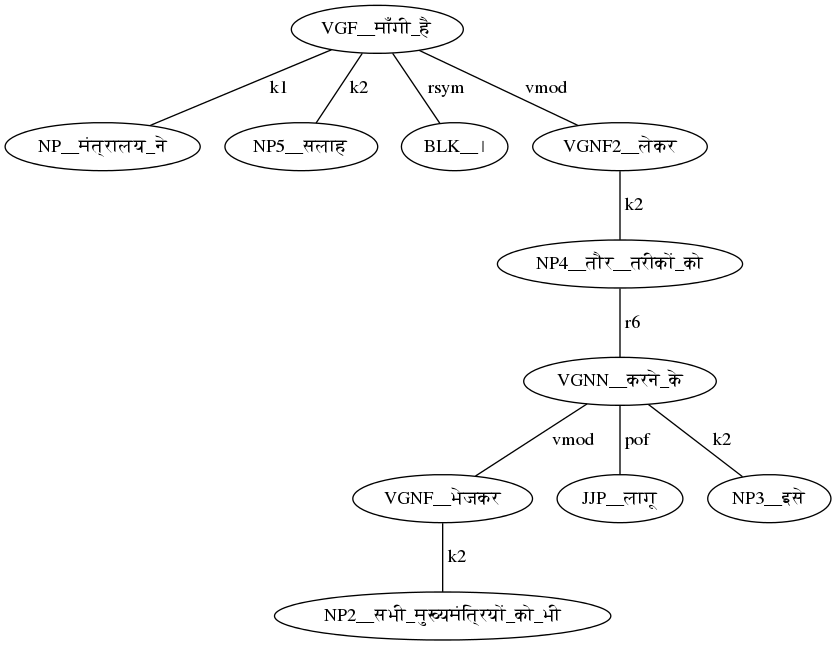 VGF__माँगी_है
k1 k2 rsym vmod
NP__मंत्रालय_ने NP5__सलाह BLK__। VGNF2__लेकर
k2
NP4__तौर__तरीकों_को
r6
VGNN__करने_के
vmod pof k2
VGNF__भेजकर JJP__लागू NP3__इसे
k2
NP2__सभी_मुख्यमंत्रियों_को_भी